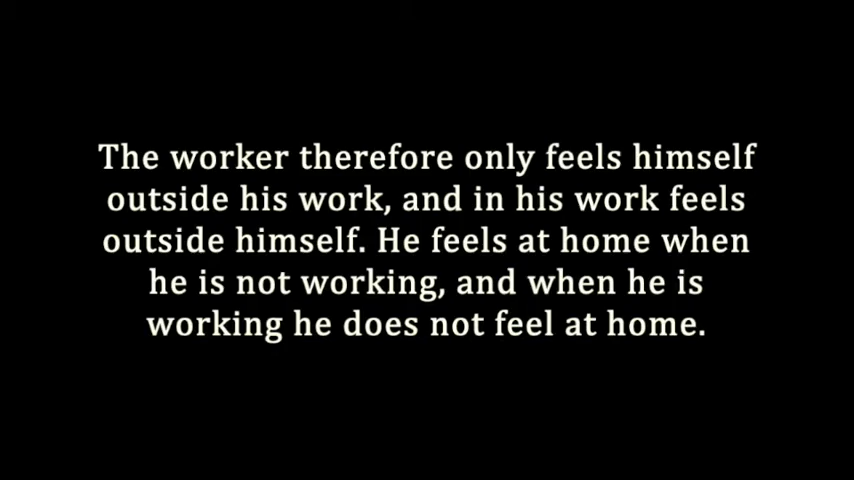 The worker therefore only feels himself
outside his work, and in his work feels
outside himself. He feels at home when
he is not working, and when he is
working he does not feel at home.